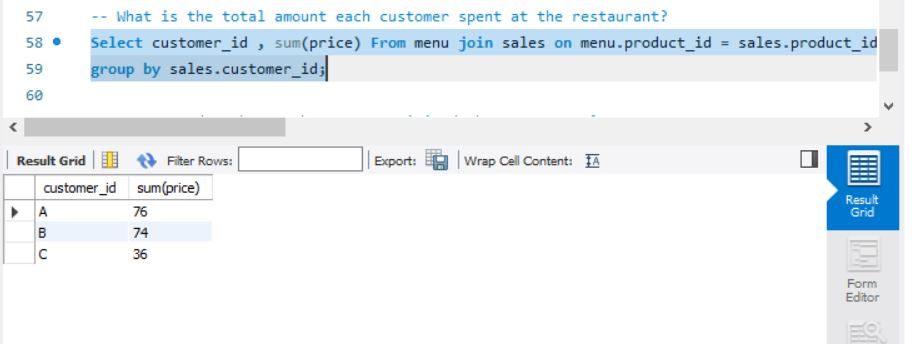 57 -- What is the total amount each customer spent at the restaurant?
58 Select customer_id , sum(price) From menu join sales on menu.product_id = sales.product_id
59 group by sales.customer_id;
60
Result Grid Filter Rows: Export: Wrap Cell Content: IA
customer_id sum(price)
A 76
B 74
C 36
Result
Grid
Form
Editor